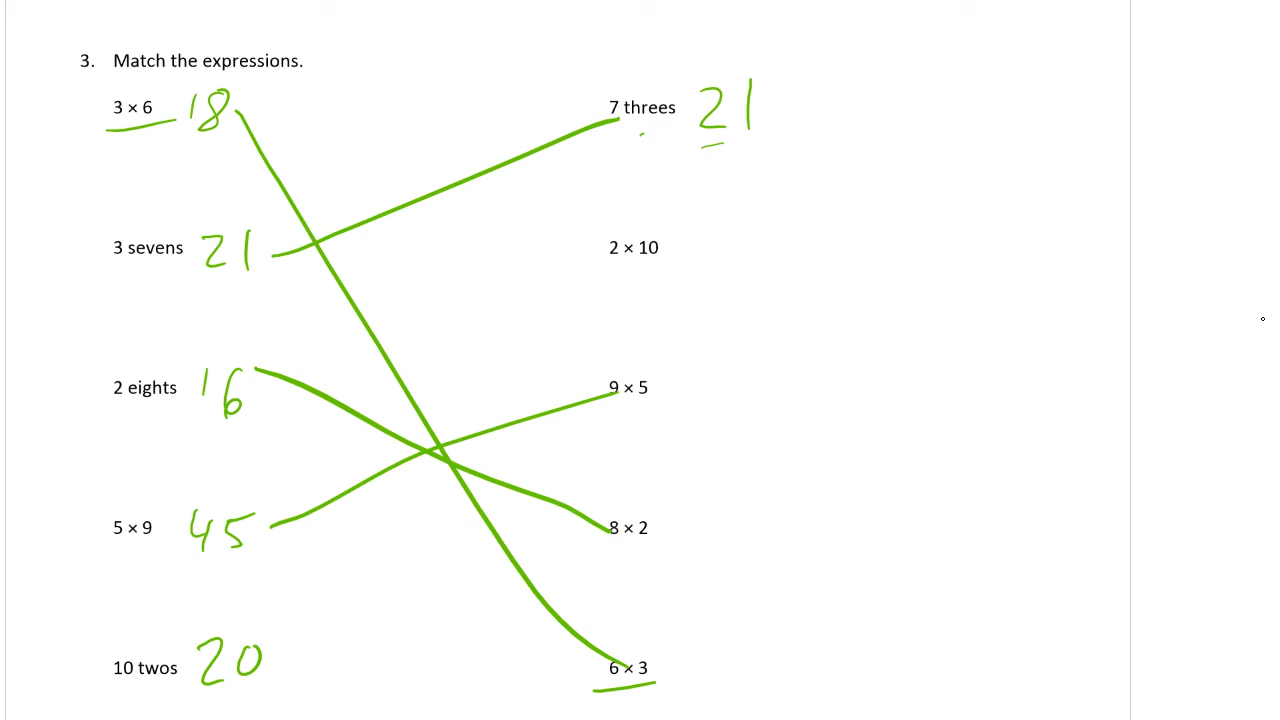 3. Match the expressions.
3 × 6 18 7 threes 21
3 sevens 21 2 × 10
2 eights 16 9 × 5
5 × 9 45 8 × 2
10 twos 20 6 × 3